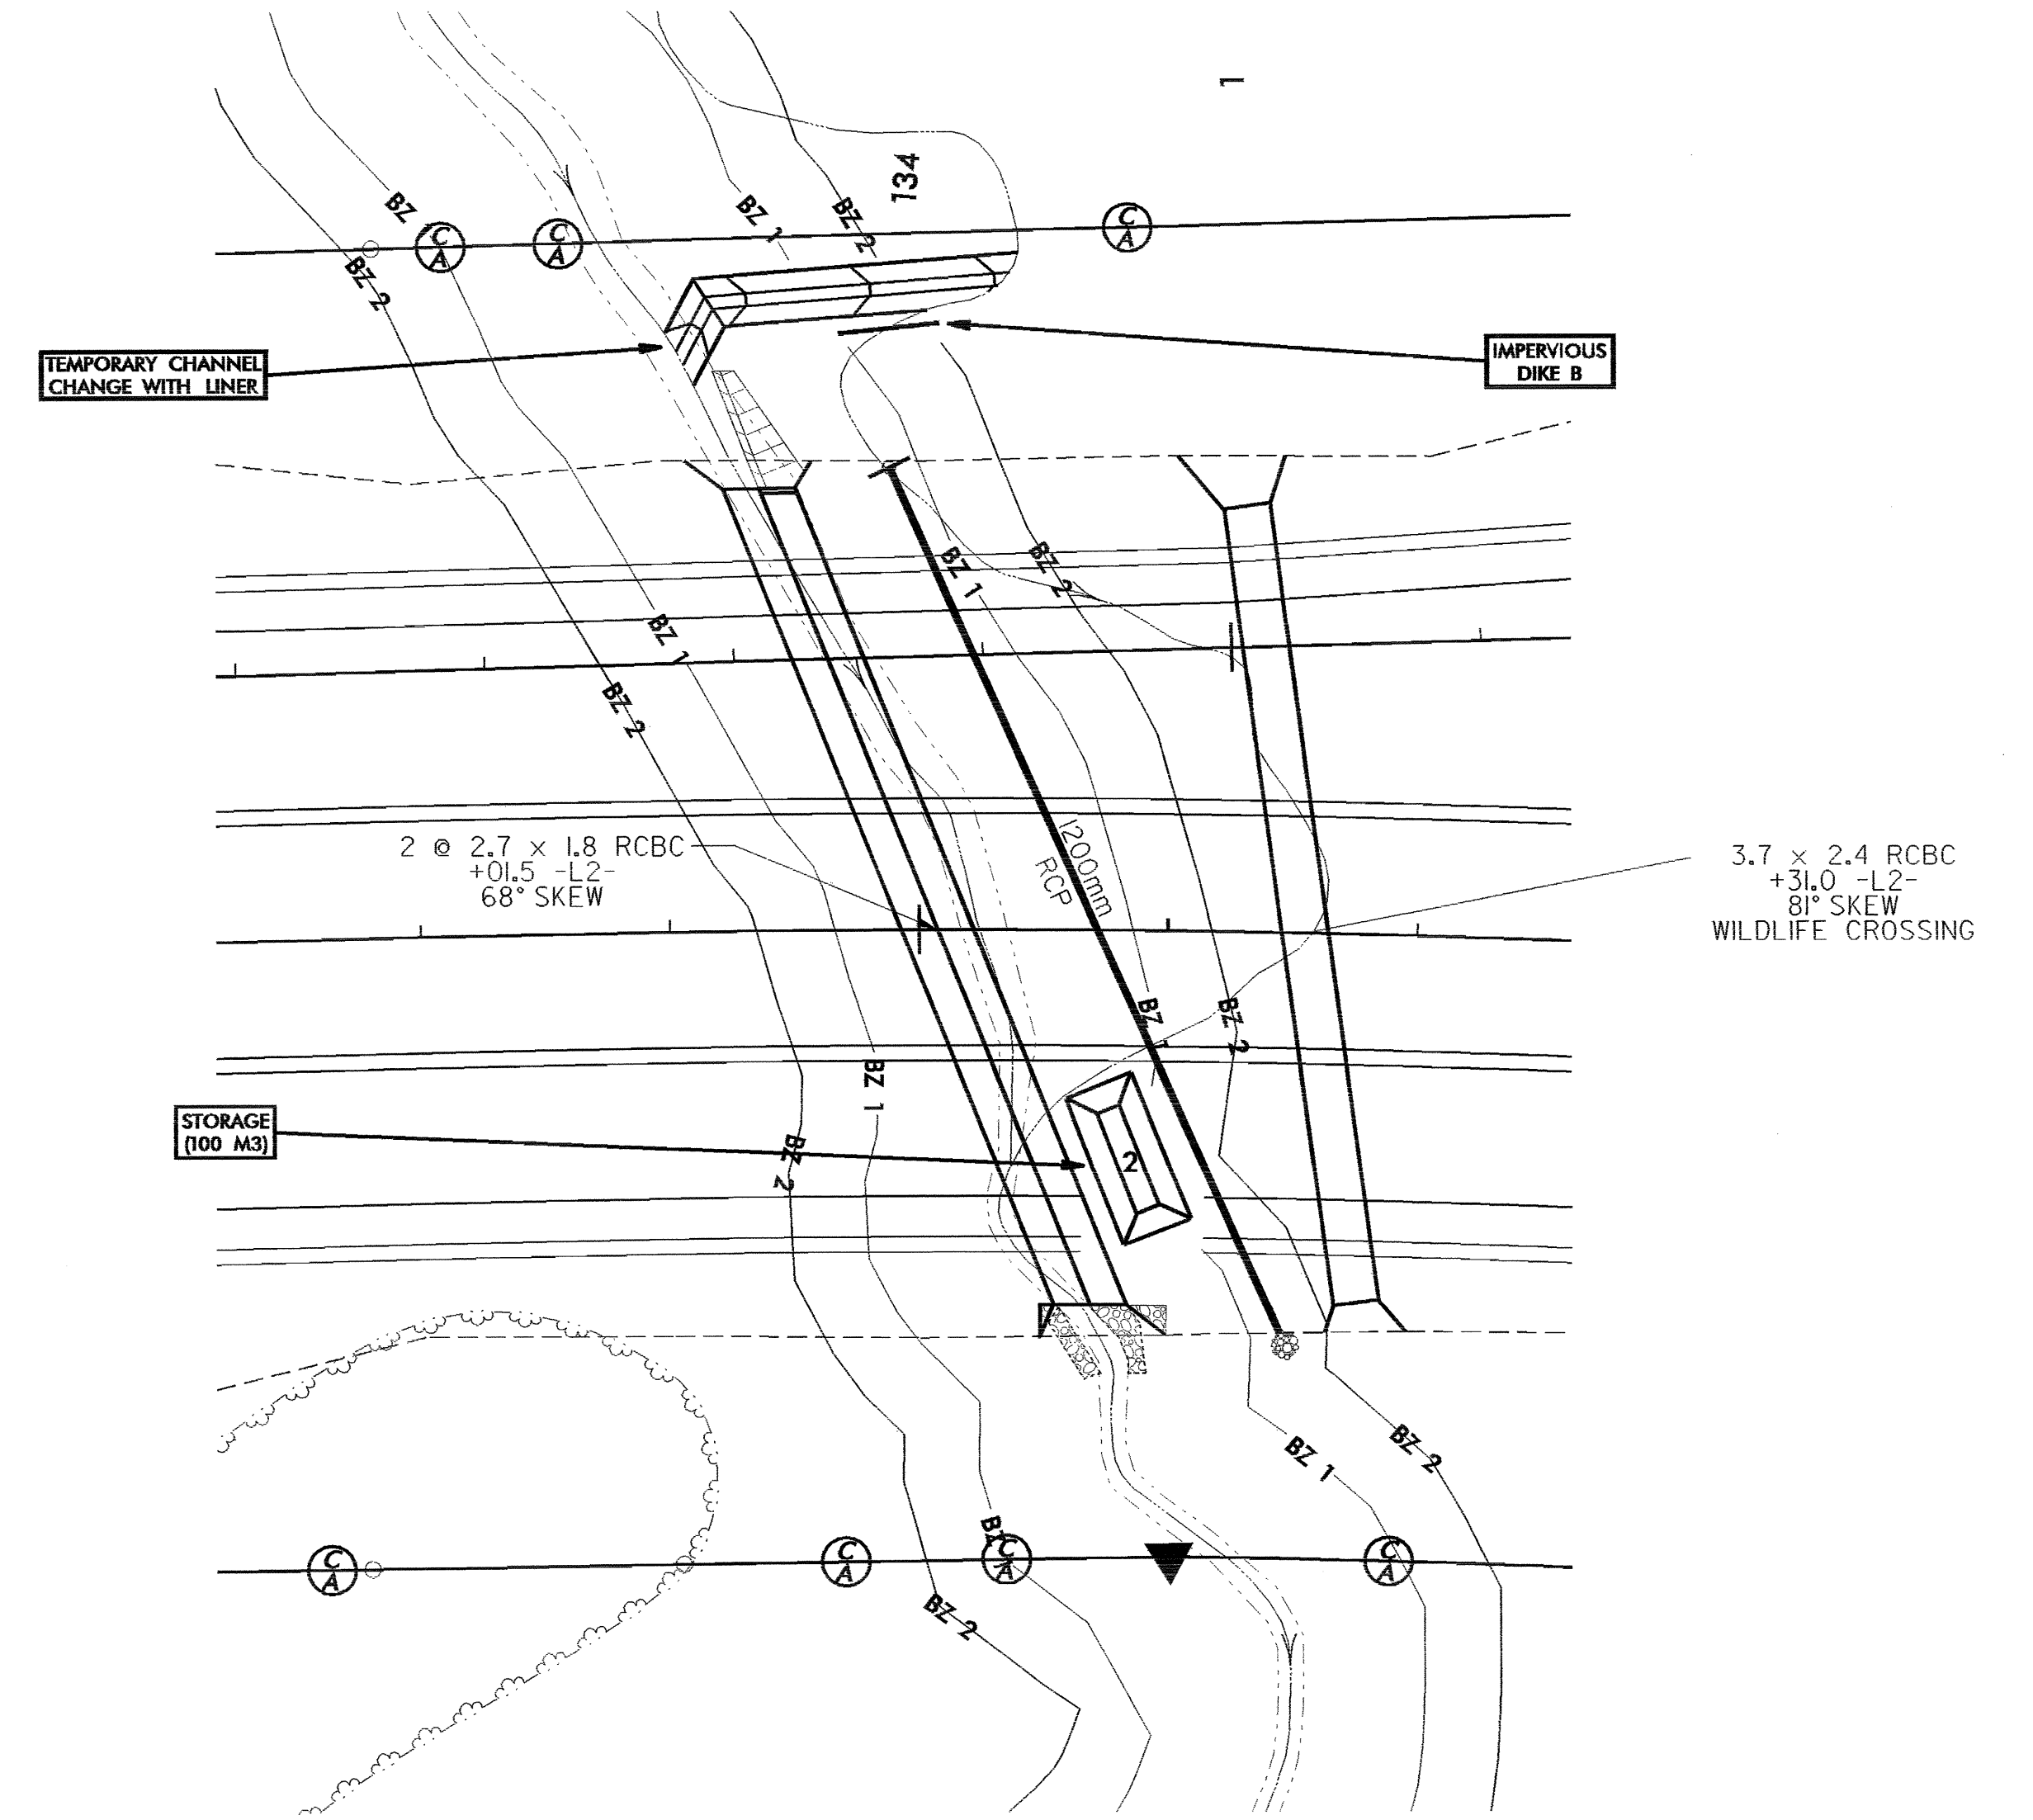 1
134
BZ
BZ 1
BZ 2
C
A
C
A
C
A
BZ 2
TEMPORARY CHANNEL
CHANGE WITH LINER
IMPERVIOUS
DIKE B
BZ 1
BZ 2
BZ 1
BZ 2
2 @ 2.7 x 1.8 RCBC
+01.5 -L2-
68° SKEW
1200mm
RCP
3.7 x 2.4 RCBC
+31.0 -L2-
81° SKEW
WILDLIFE CROSSING
BZ 1
BZ 2
BZ 1
STORAGE
(100 M3)
BZ 2
2
BZ 1
BZ 2
BZ
C
A
C
A
C
A
C
A
BZ 2